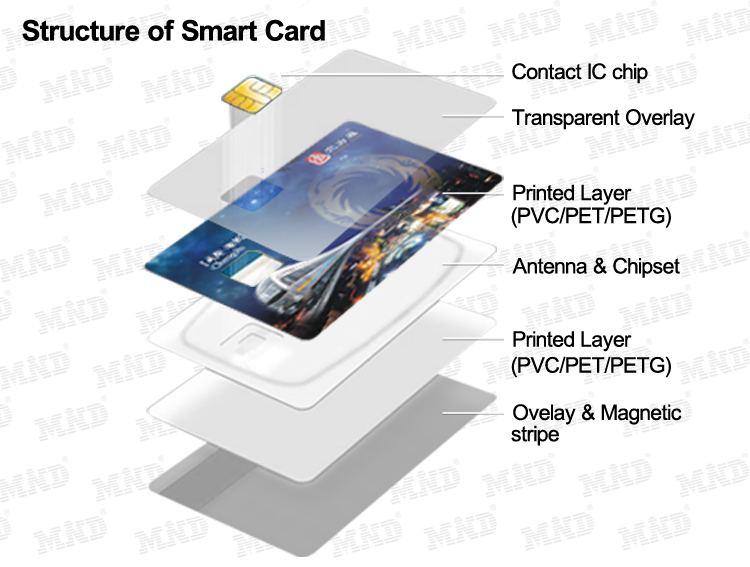 Structure of Smart Card
Contact IC chip
Transparent Overlay
Printed Layer
(PVC/PET/PETG)
Antenna & Chipset
Printed Layer
(PVC/PET/PETG)
Ovelay & Magnetic
stripe
MIND